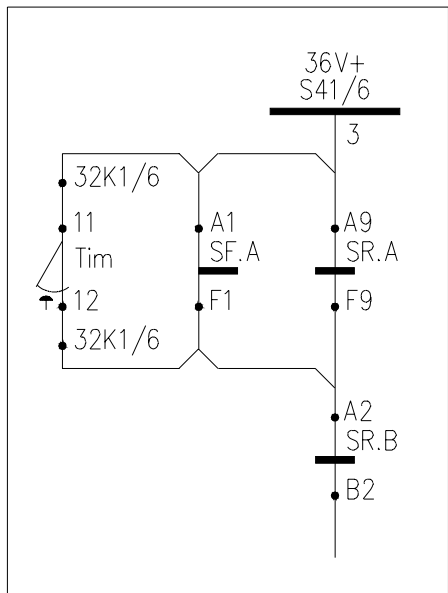 36V+
S41/6
3
32K1/6
11
Tim
12
32K1/6
A1
SF.A
F1
A9
SR.A
F9
A2
SR.B
B2